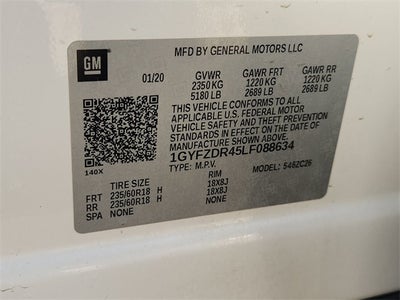 GM
MFD BY GENERAL MOTORS LLC
01/20 GVWR GAWR FRT GAWR RR
2350 KG 1220 KG 1220 KG
5180 LB 2689 LB 2689 LB
THIS VEHICLE CONFORMS TO ALL APPLICABLE
U.S. FEDERAL MOTOR VEHICLE SAFETY, BUMPER,
AND THEFT PREVENTION STANDARDS IN EFFECT
ON THE DATE OF MANUFACTURE SHOWN ABOVE.
1GYFZDR45LF088634
TYPE: M.P.V. MODEL: 5462C26
140X
TIRE SIZE RIM
FRT 235/60R18 H 18X8J
RR 235/60R18 H 18X8J
SPA NONE NONE